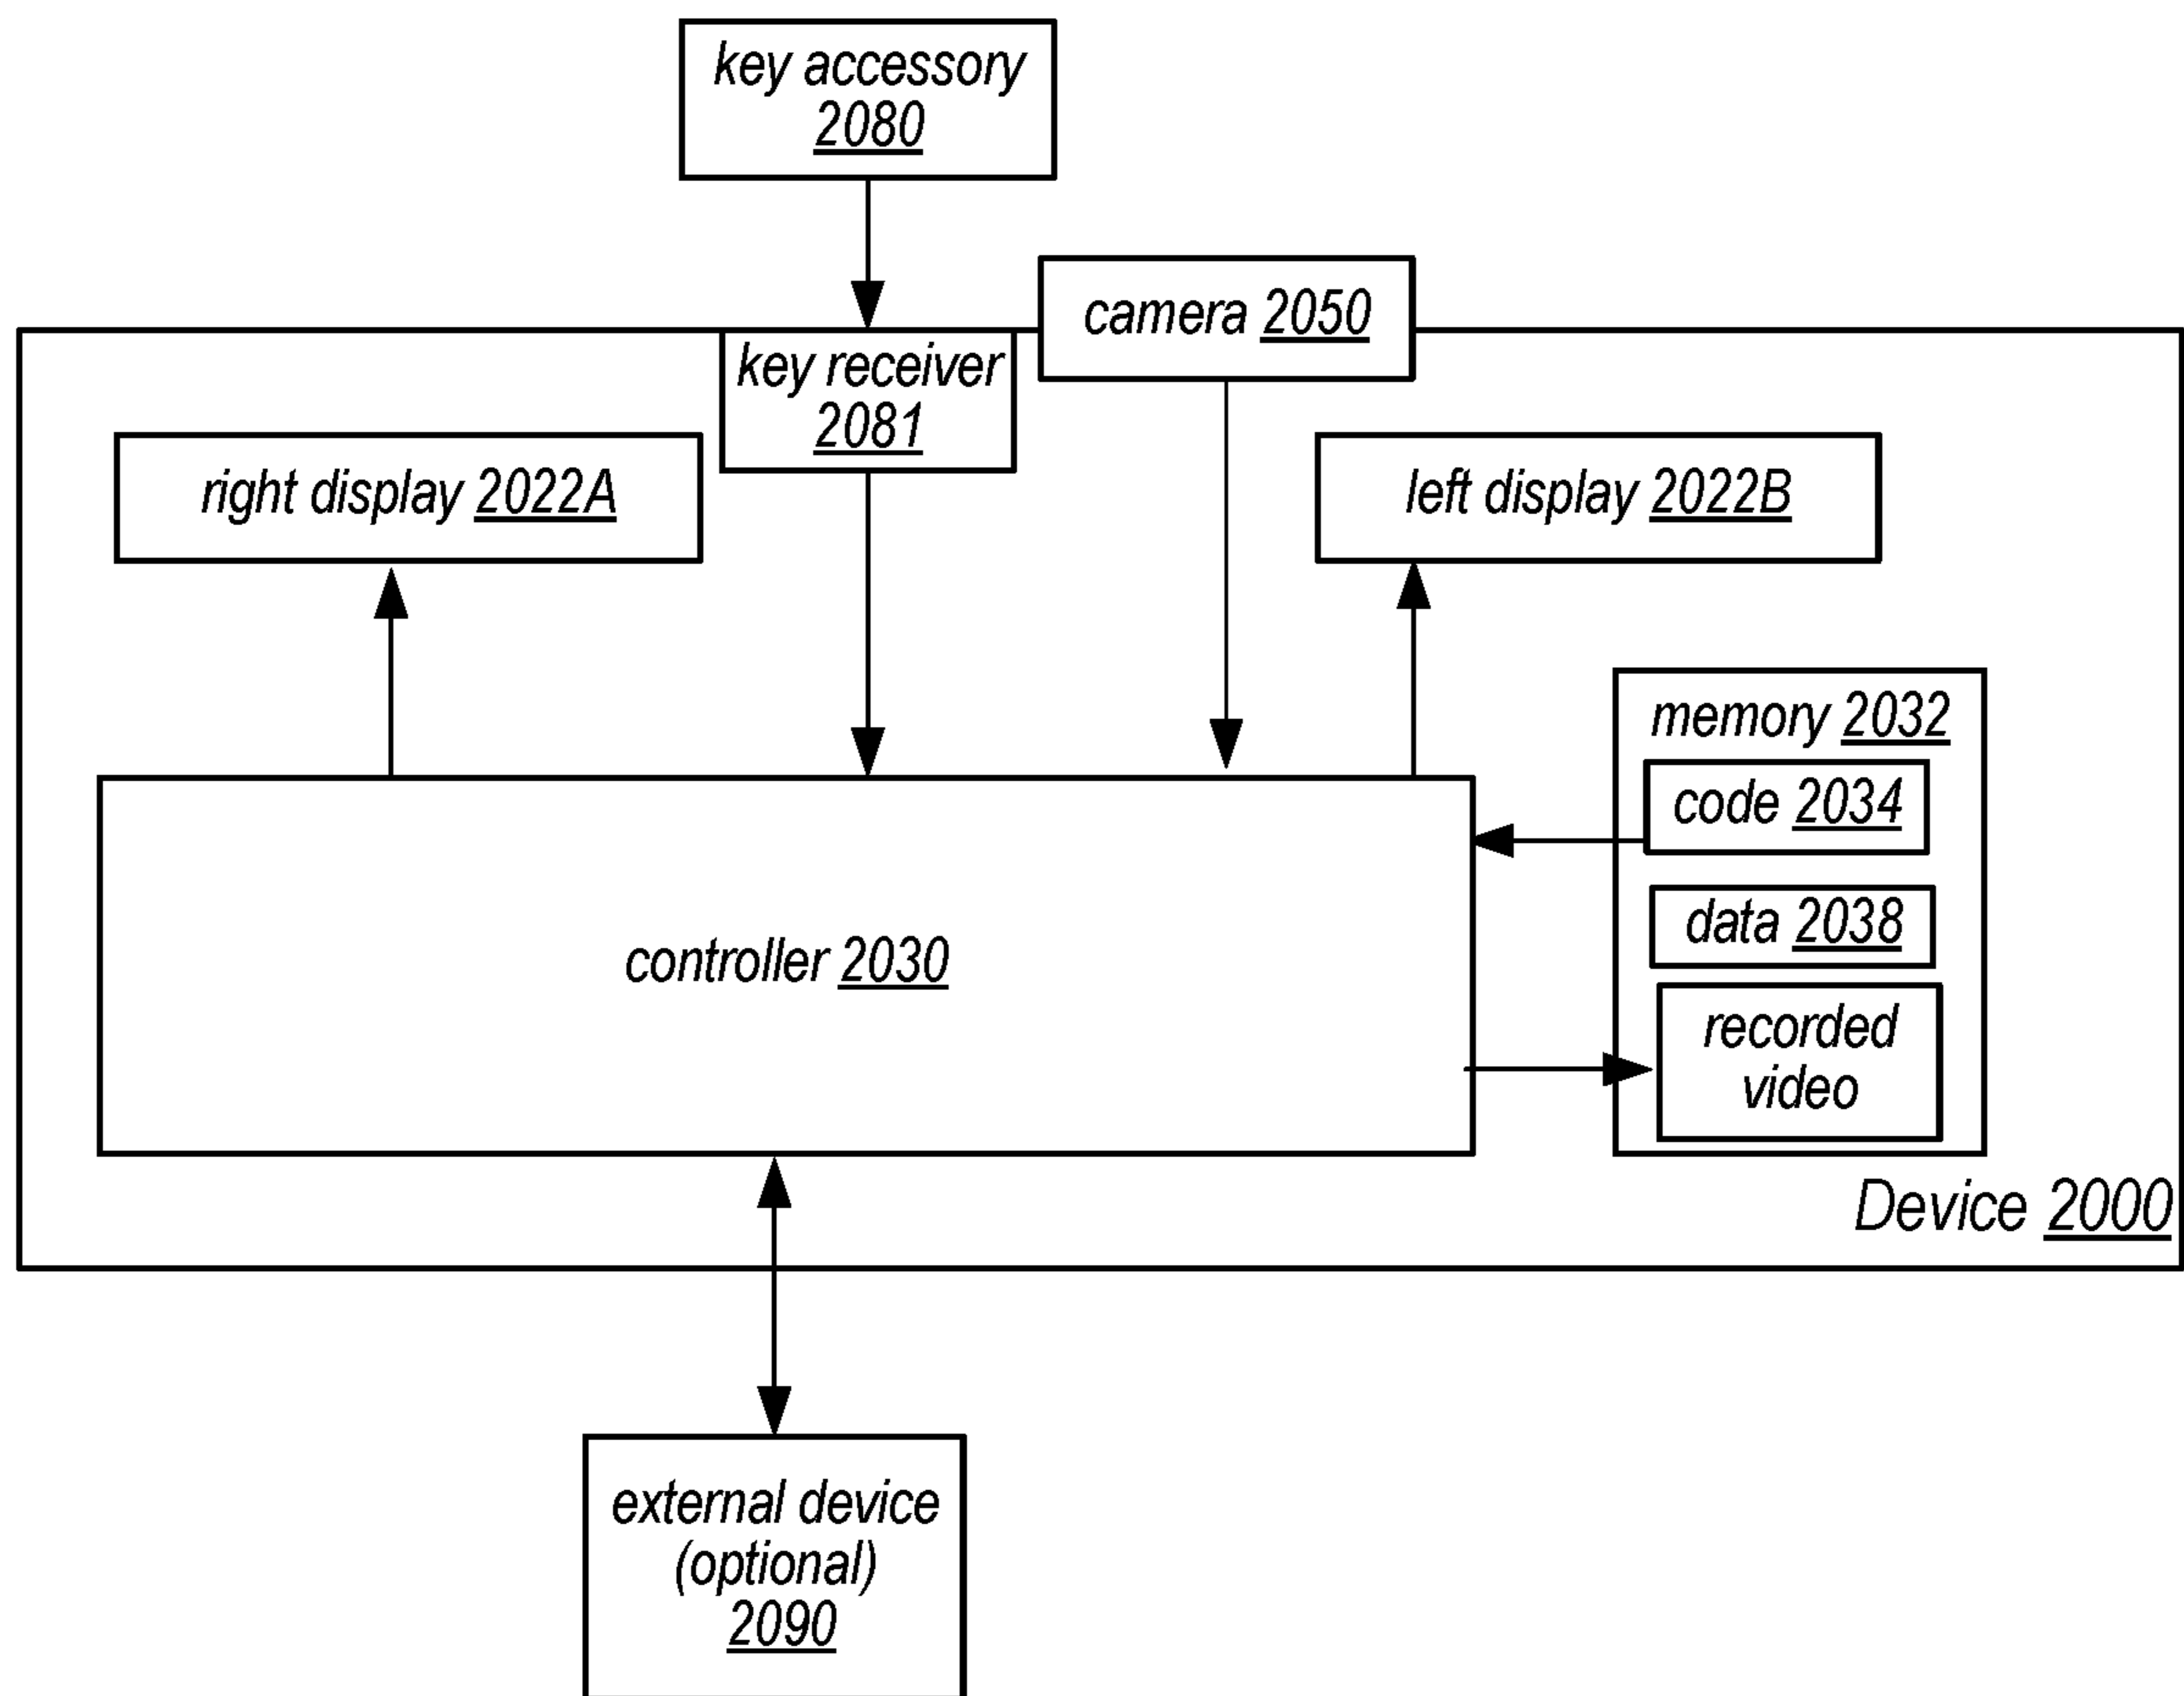 key accessory
2080
camera 2050
key receiver
2081
right display 2022A
left display 2022B
memory 2032
code 2034
data 2038
controller 2030
recorded
video
Device 2000
external device
(optional)
2090